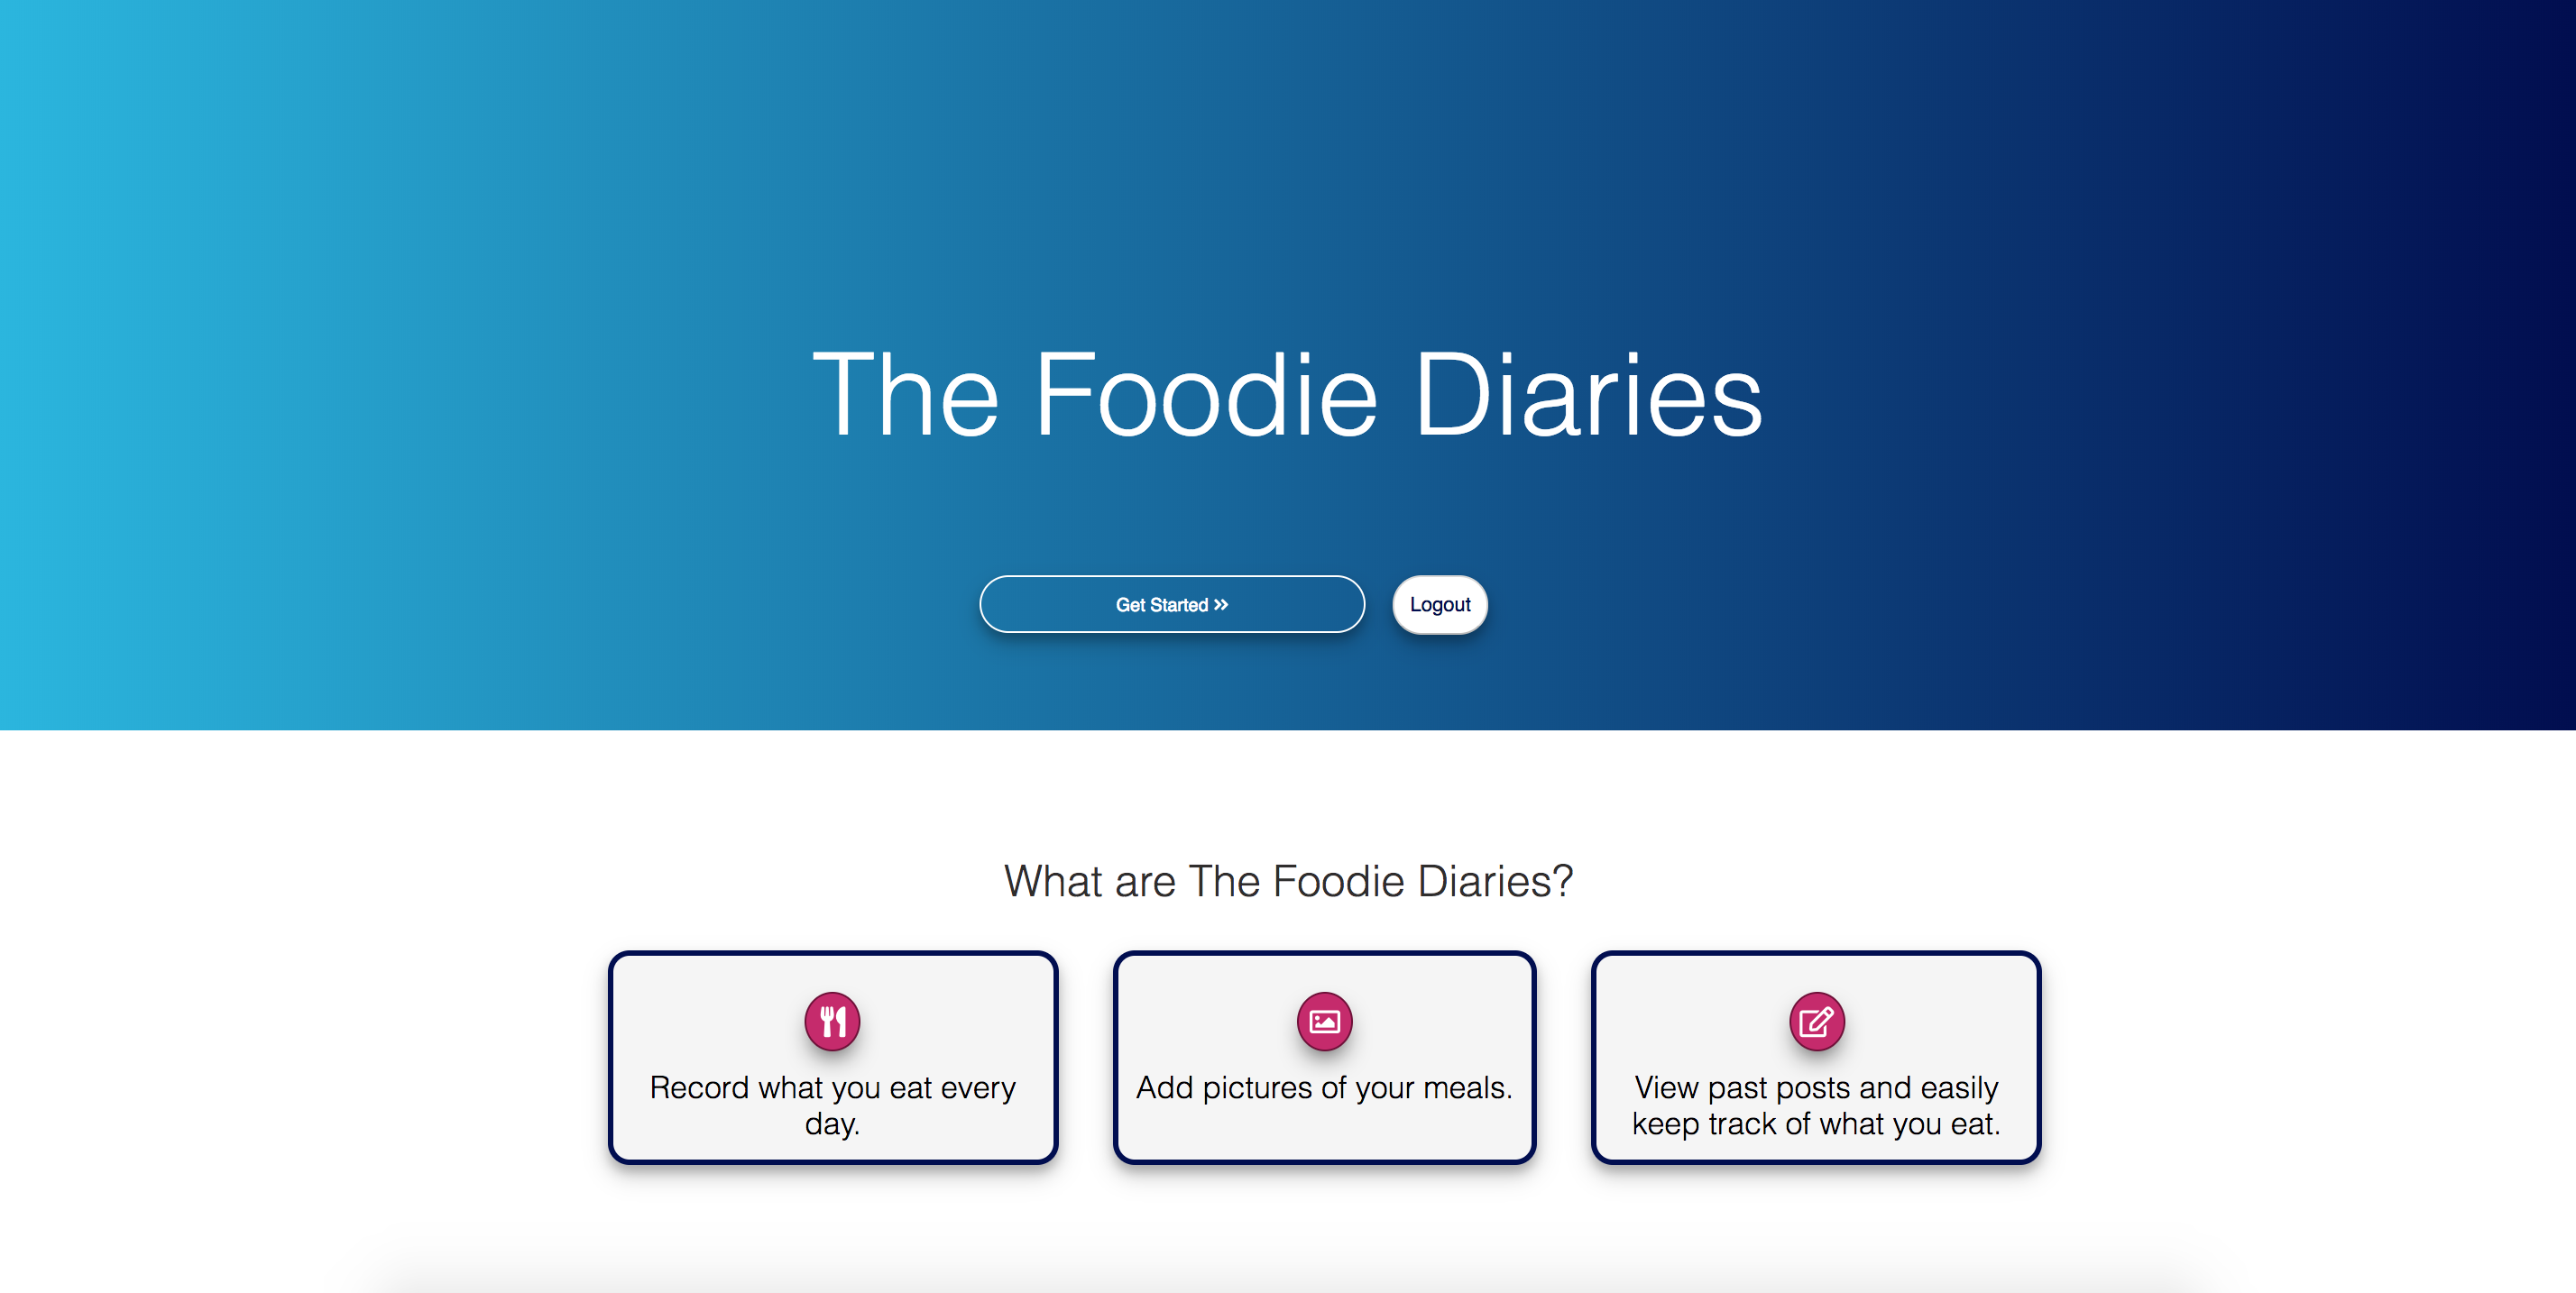 The Foodie Diaries
Get Started »
Logout
What are The Foodie Diaries?
Record what you eat every
day.
Add pictures of your meals.
View past posts and easily
keep track of what you eat.